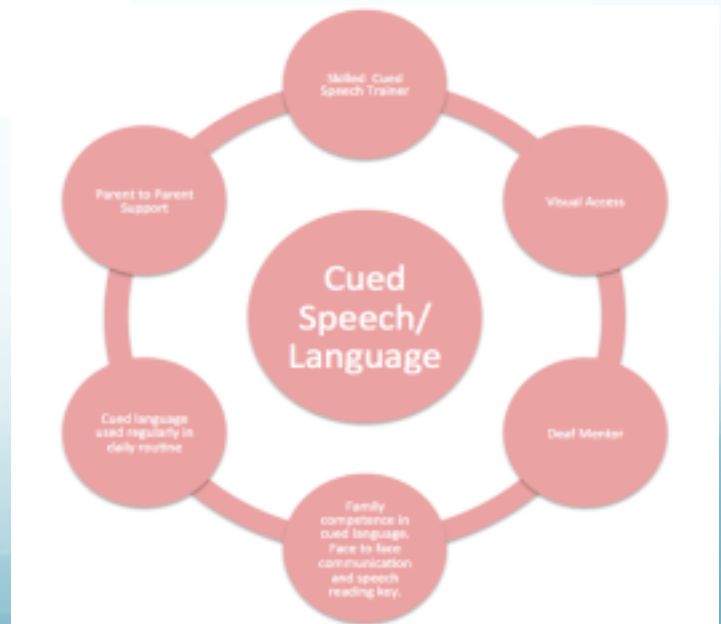 Skilled Cued
Speech Trainer
Visual Access
Deaf Mentor
Family
competence in
cued language.
Face to face
communication
and speech
reading key.
Cued language
used regularly in
daily routine
Parent to Parent
Support
Cued
Speech/
Language